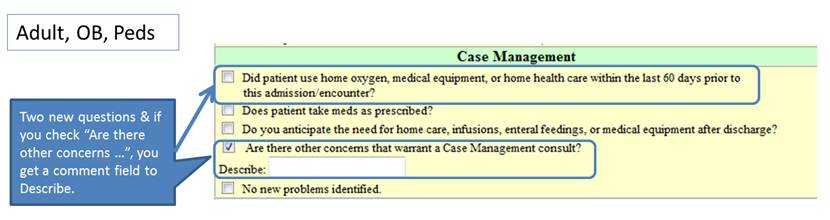 Adult, OB, Peds
Case Management
Did patient use home oxygen, medical equipment, or home health care within the last 60 days prior to
this admission/encounter?
Does patient take meds as prescribed?
Do you anticipate the need for home care, infusions, enteral feedings, or medical equipment after discharge?
Are there other concerns that warrant a Case Management consult?
Describe:
No new problems identified.
Two new questions & if
you check “Are there
other concerns ...”, you
get a comment field to
Describe.